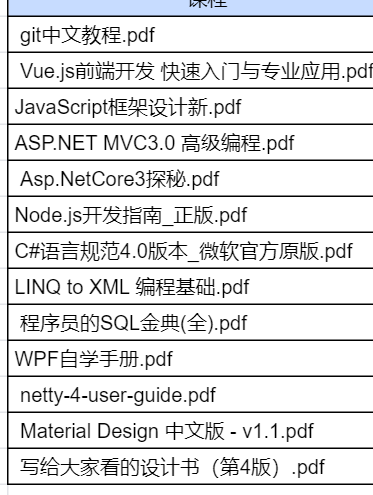 课程
git中文教程.pdf
Vue.js前端开发 快速入门与专业应用.pdf
JavaScript框架设计新.pdf
ASP.NET MVC3.0 高级编程.pdf
Asp.NetCore3探秘.pdf
Node.js开发指南_正版.pdf
C#语言规范4.0版本_微软官方原版.pdf
LINQ to XML 编程基础.pdf
程序员的SQL金典(全).pdf
WPF自学手册.pdf
netty-4-user-guide.pdf
Material Design 中文版 - v1.1.pdf
写给大家看的设计书（第4版）.pdf